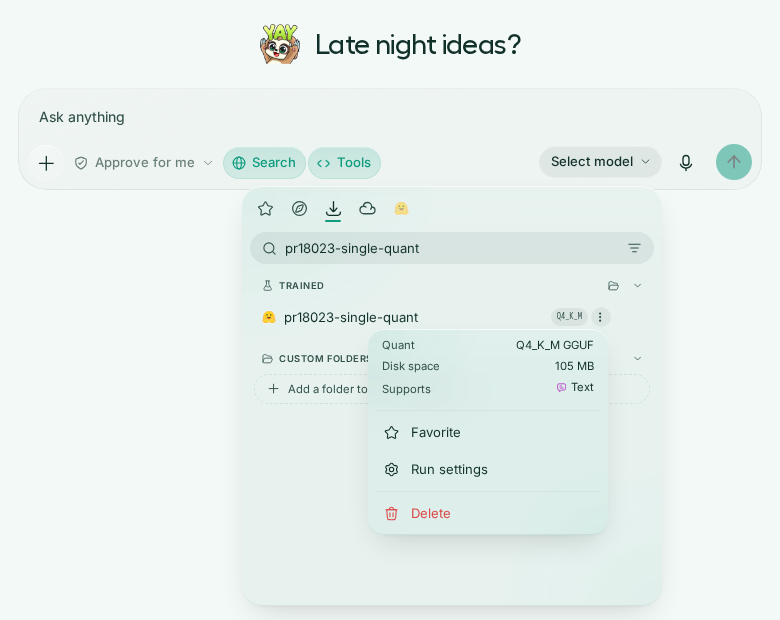 YAY
Late night ideas?
Ask anything
Approve for me
Search
Tools
Select model
pr18023-single-quant
TRAINED
pr18023-single-quant
Q4_K_M
Quant
Q4_K_M GGUF
CUSTOM FOLDERS
Disk space
105 MB
Add a folder to
Supports
Text
Favorite
Run settings
Delete